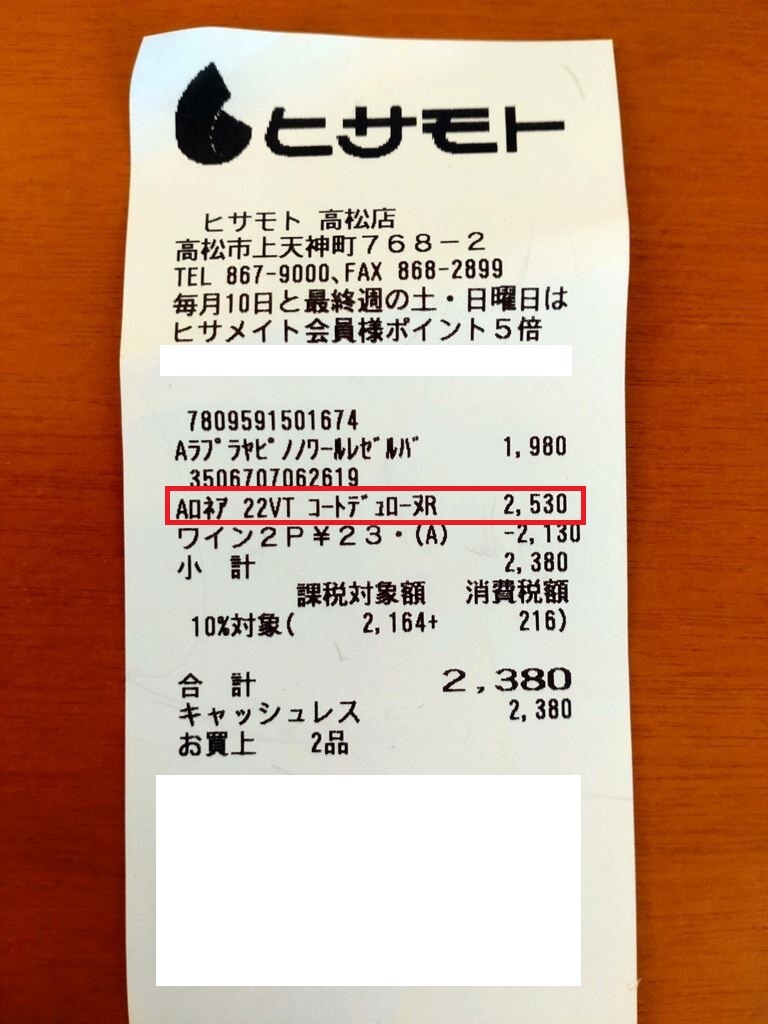 ヒサモト
ヒサモト 高松店
高松市上天神町７６８－２
TEL 867-9000、FAX 868-2899
毎月10日と最終週の土・日曜日は
ヒサメイト会員様ポイント５倍
7809591501674
Aﾗﾌﾟﾗﾔﾋﾟﾉﾉﾜｰﾙﾚｾﾞﾙﾊﾞ 1,980
3506707062619
Aﾛﾈｱ 22VT ｺｰﾄﾃﾞｭﾛｰﾇR 2,530
ワイン２Ｐ￥２３・(A) -2,130
小 計 2,380
課税対象額 消費税額
10%対象( 2,164+ 216)
合 計 2,380
キャッシュレス 2,380
お買上 2品